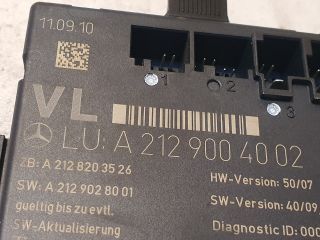 11.09.10
1
2
3
VL
LU: A 212 900 40 02
ZB: A 212 820 35 26
HW-Version: 50/07
SW: A 212 902 80 01
SW-Version: 40/09
gueltig bis zu evtl.
Diagnostic ID: 000
SW-Aktualisierung